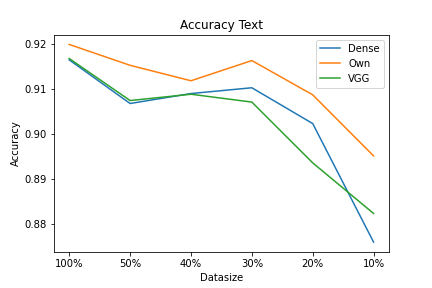 Accuracy Text
Dense
Own
VGG
0.92
0.91
0.90
0.89
0.88
Accuracy
100%
50%
40%
30%
20%
10%
Datasize